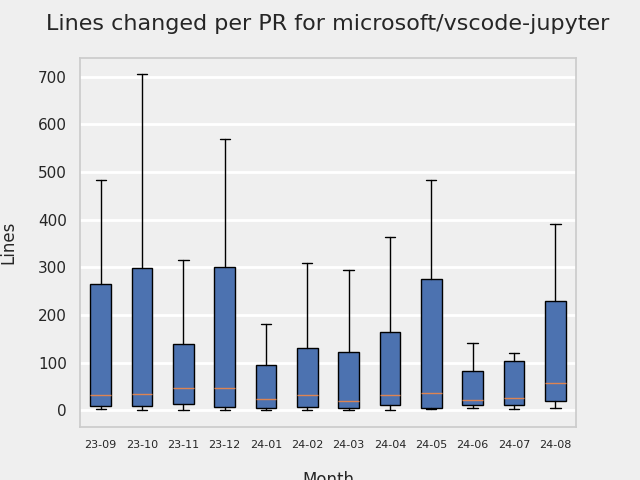 Lines changed per PR for microsoft/vscode-jupyter
Lines
700
600
500
400
300
200
100
0
23-09 23-10 23-11 23-12 24-01 24-02 24-03 24-04 24-05 24-06 24-07 24-08
Month